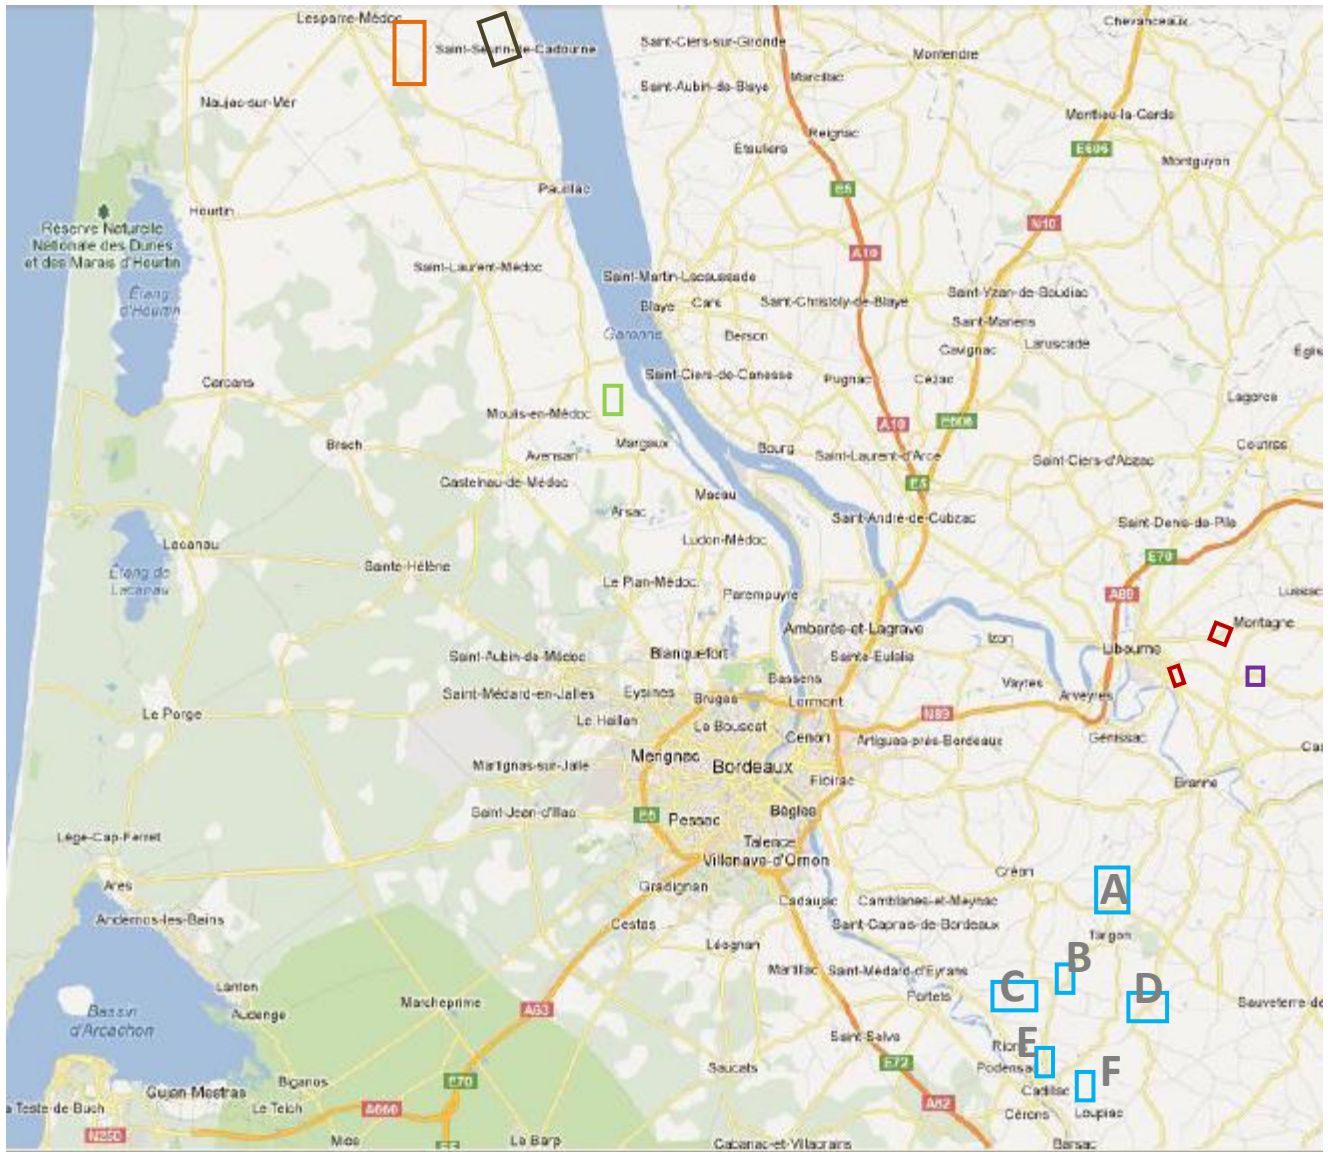 Lesparre-Médoc
Saint-Seurin-de-Cadourne
Saint-Ciers-sur-Gironde
Chevanceaux
Montendre
Marcillac
Saint-Aubin-de-Blaye
Naujac-sur-Mer
Montlieu-la-Garde
Reignac
Étauliers
E606
Montguyon
Pauillac
E5
Hourtin
Réserve Naturelle
Nationale des Dunes
et des Marais d'Hourtin
N10
A10
Saint-Laurent-Médoc
Saint-Martin-Lacaussade
Étang
d'Hourtin
Blaye
Cars
Saint-Christoly-de-Blaye
Saint-Yzan-de-Soudiac
Saint-Mariens
Garonne
Berson
Cavignac
Laruscade
Égli
Carcans
Saint-Ciers-de-Canesse
Pugnac
Cézac
Lagorce
Moulis-en-Médoc
A10
E606
Brach
Margaux
Bourg
Saint-Laurent-d'Arce
Coutras
Avensan
Saint-Ciers-d'Abzac
Castelnau-de-Médoc
E5
Macau
Arsac
Saint-André-de-Cubzac
Saint-Denis-de-Pile
Lacanau
Ludon-Médoc
E70
Sainte-Hélène
Étang de
Lacanau
Le Pian-Médoc
Parempuyre
A89
Lussac
Montagne
Ambarès-et-Lagrave
Izon
Libourne
Saint-Aubin-de-Médoc
Blanquefort
Sainte-Eulalie
Bassens
Vayres
Saint-Médard-en-Jalles
Eysines
Bruges
Lormont
Arveyres
Le Porge
Le Haillan
Le Bouscat
N89
Cenon
Artigues-près-Bordeaux
Génissac
Cas
Merignac
Bordeaux
Martignas-sur-Jalle
Floirac
Branne
Saint-Jean-d'Illac
E5
Pessac
Bègles
Lège-Cap-Ferret
Talence
Villenave-d'Ornon
Créon
Ares
Gradignan
A
Cadaujac
Camblanes-et-Meynac
Andernos-les-Bains
Cestas
Saint-Caprais-de-Bordeaux
Targon
Léognan
B
Martillac
Saint-Médard-d'Eyrans
Lanton
C
D
Marcheprime
Portets
Sauveterre-de
Audenge
A63
Bassin
d'Arcachon
Saint-Selve
Rions
E
E72
Podensac
Saucats
F
Biganos
E70
Gujan-Mestras
Cadillac
a Teste-de-Buch
Le Teich
A660
A62
Cérons
Loupiac
N250
Mios
Le Barp
Cabanac-et-Villagrains
Barsac